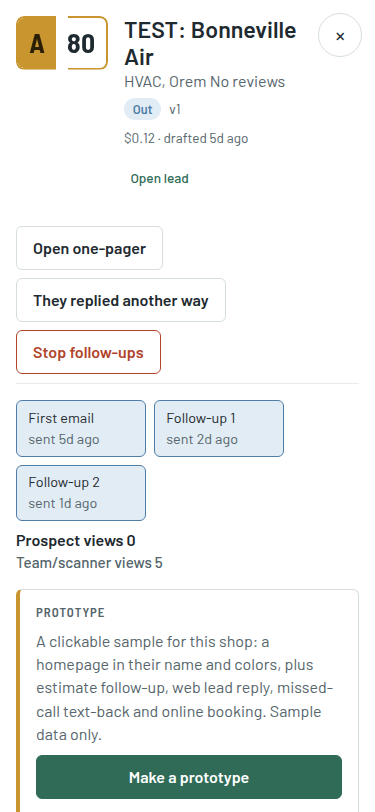 A 80
TEST: Bonneville
Air
×
HVAC, Orem No reviews
Out v1
$0.12 · drafted 5d ago
Open lead
Open one-pager
They replied another way
Stop follow-ups
First email
sent 5d ago
Follow-up 1
sent 2d ago
Follow-up 2
sent 1d ago
Prospect views 0
Team/scanner views 5
PROTOTYPE
A clickable sample for this shop: a
homepage in their name and colors, plus
estimate follow-up, web lead reply, missed-
call text-back and online booking. Sample
data only.
Make a prototype